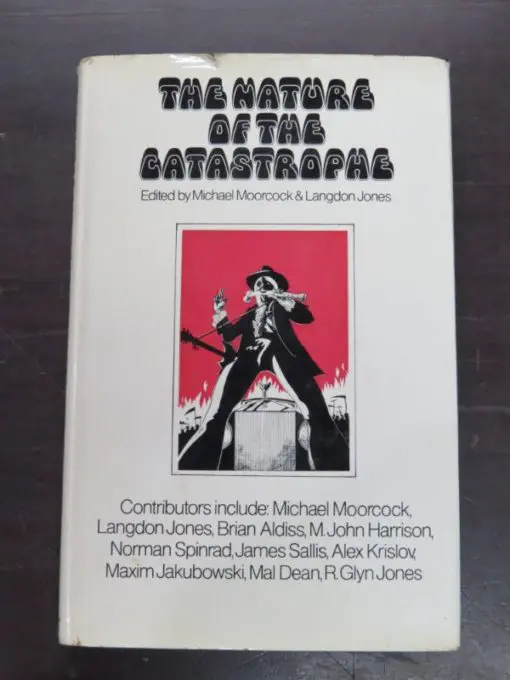 THE NATURE
OF THE
CATASTROPHE
Edited by Michael Moorcock & Langdon Jones
Contributors include: Michael Moorcock,
Langdon Jones, Brian Aldiss, M. John Harrison,
Norman Spinrad, James Sallis, Alex Krislov,
Maxim Jakubowski, Mal Dean, R. Glyn Jones